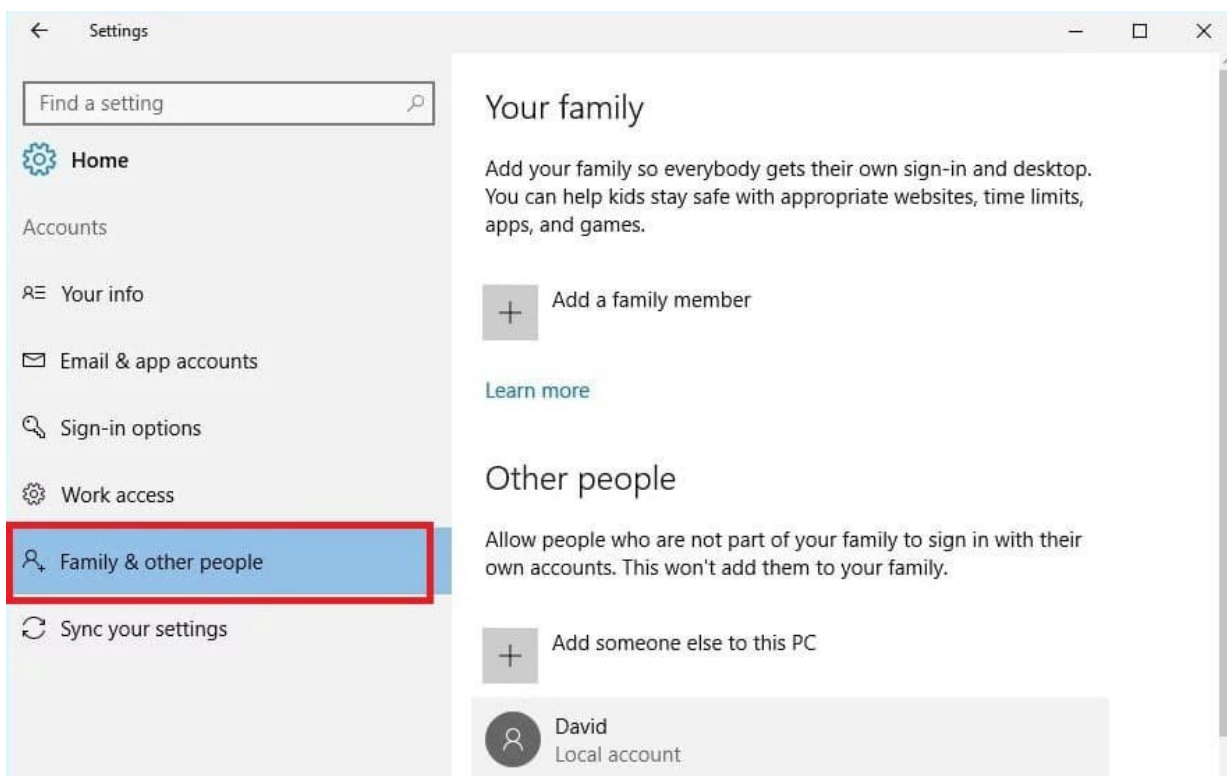 Settings
Find a setting
Home
Accounts
Your info
Email & app accounts
Sign-in options
Work access
Family & other people
Sync your settings
Your family
Add your family so everybody gets their own sign-in and desktop.
You can help kids stay safe with appropriate websites, time limits,
apps, and games.
Add a family member
Learn more
Other people
Allow people who are not part of your family to sign in with their
own accounts. This won't add them to your family.
Add someone else to this PC
David
Local account